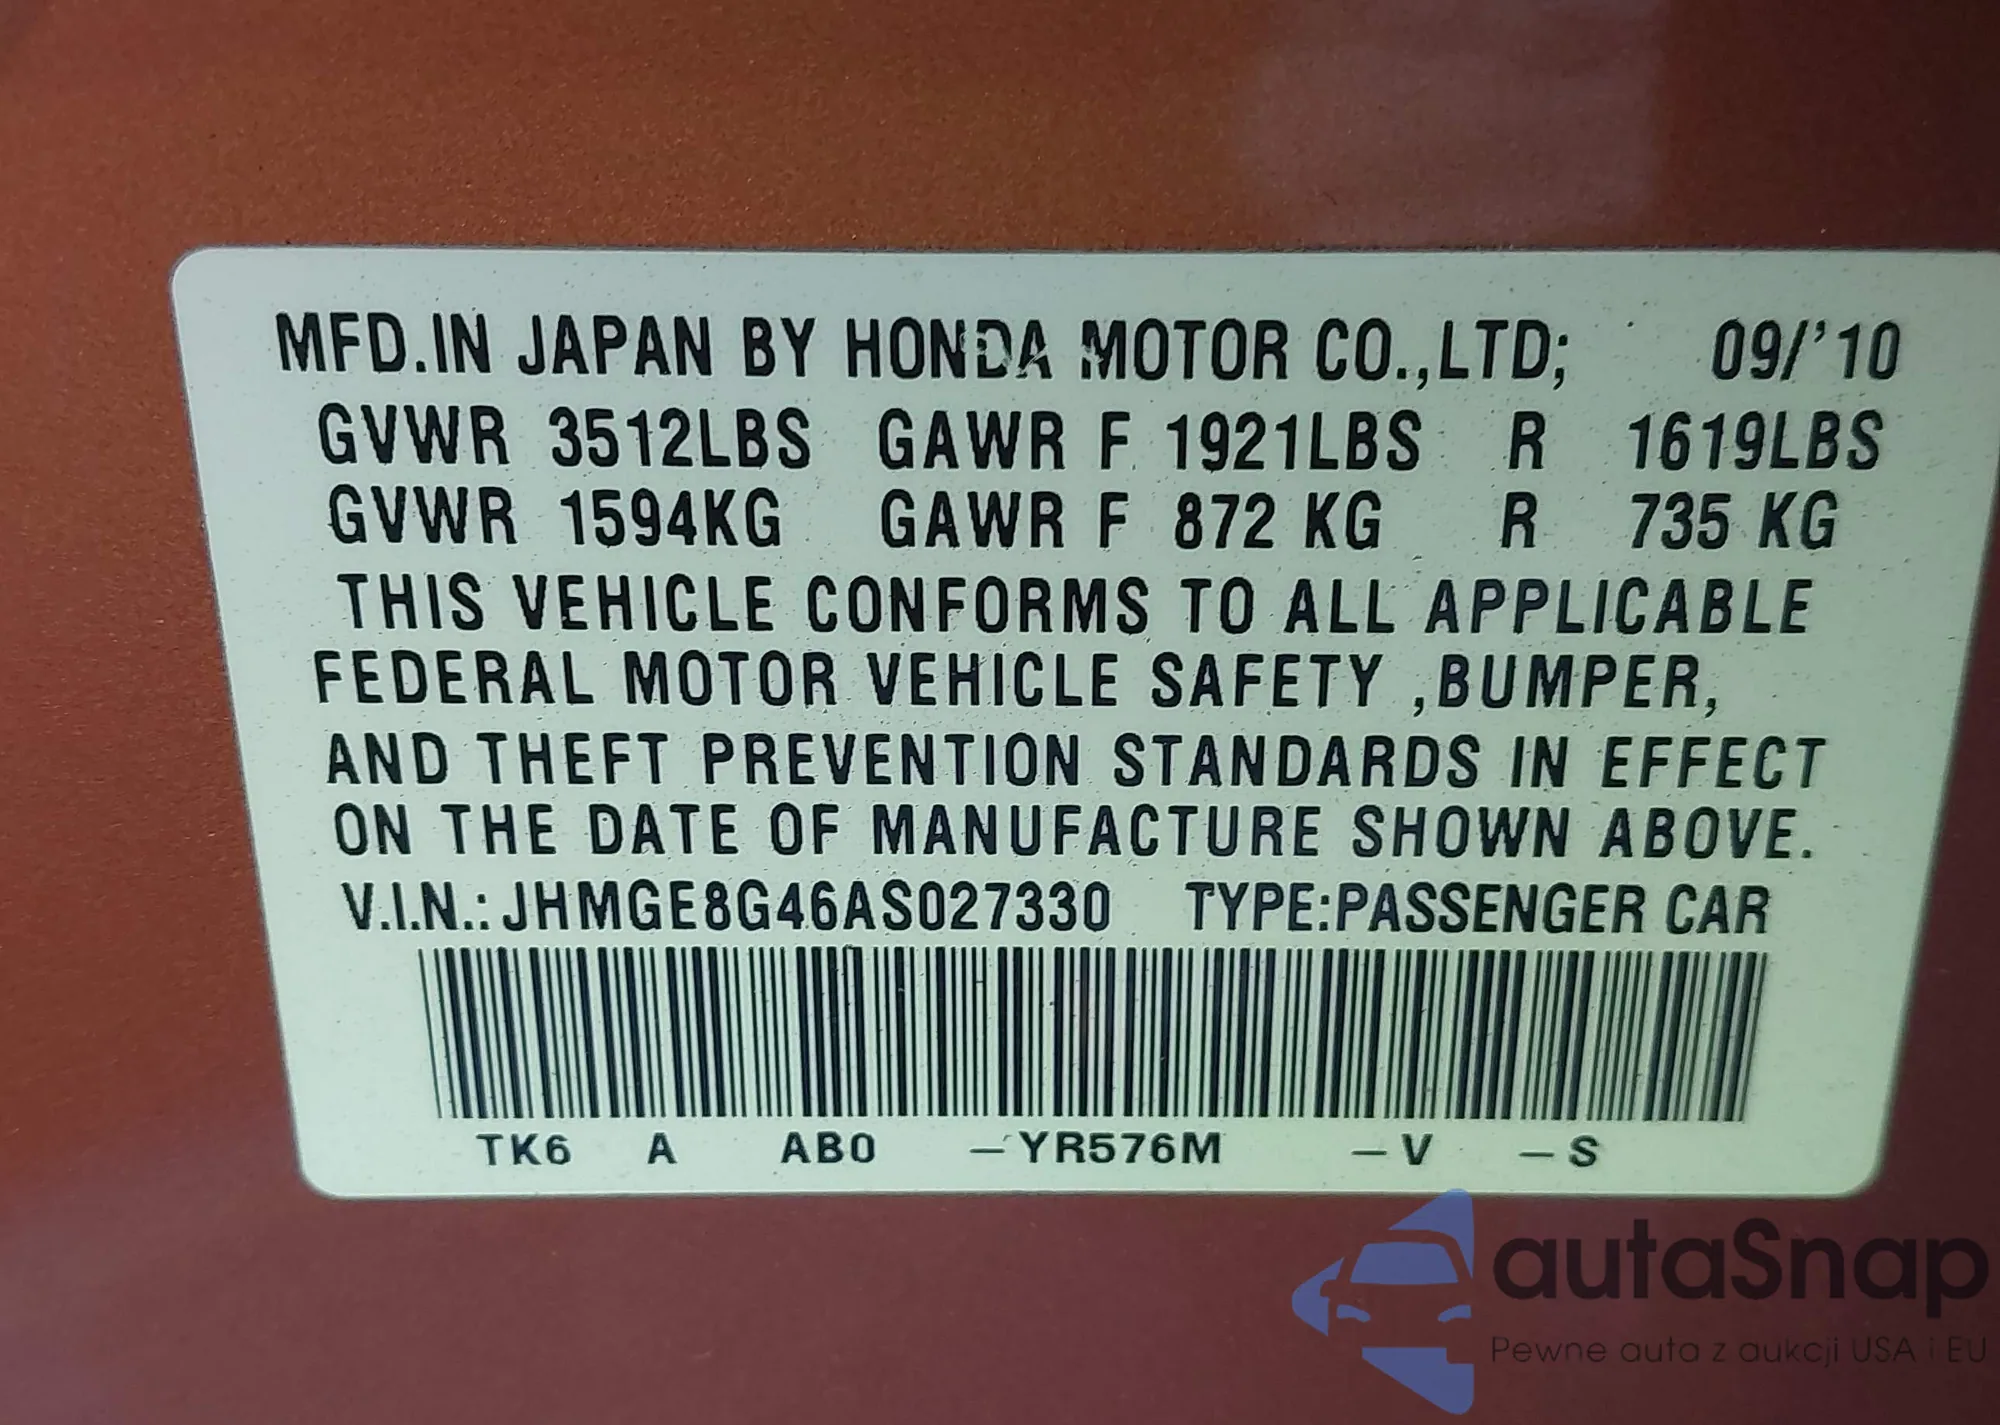 MFD.IN JAPAN BY HONDA MOTOR CO.,LTD; 09/'10
GVWR 3512LBS GAWR F 1921LBS R 1619LBS
GVWR 1594KG GAWR F 872 KG R 735 KG
THIS VEHICLE CONFORMS TO ALL APPLICABLE
FEDERAL MOTOR VEHICLE SAFETY ,BUMPER,
AND THEFT PREVENTION STANDARDS IN EFFECT
ON THE DATE OF MANUFACTURE SHOWN ABOVE.
V.I.N.: JHMGE8G46AS027330 TYPE:PASSENGER CAR
TK6 A AB0 –YR576M –V –S
autaSnap
Pewne auta z aukcji USA i EU